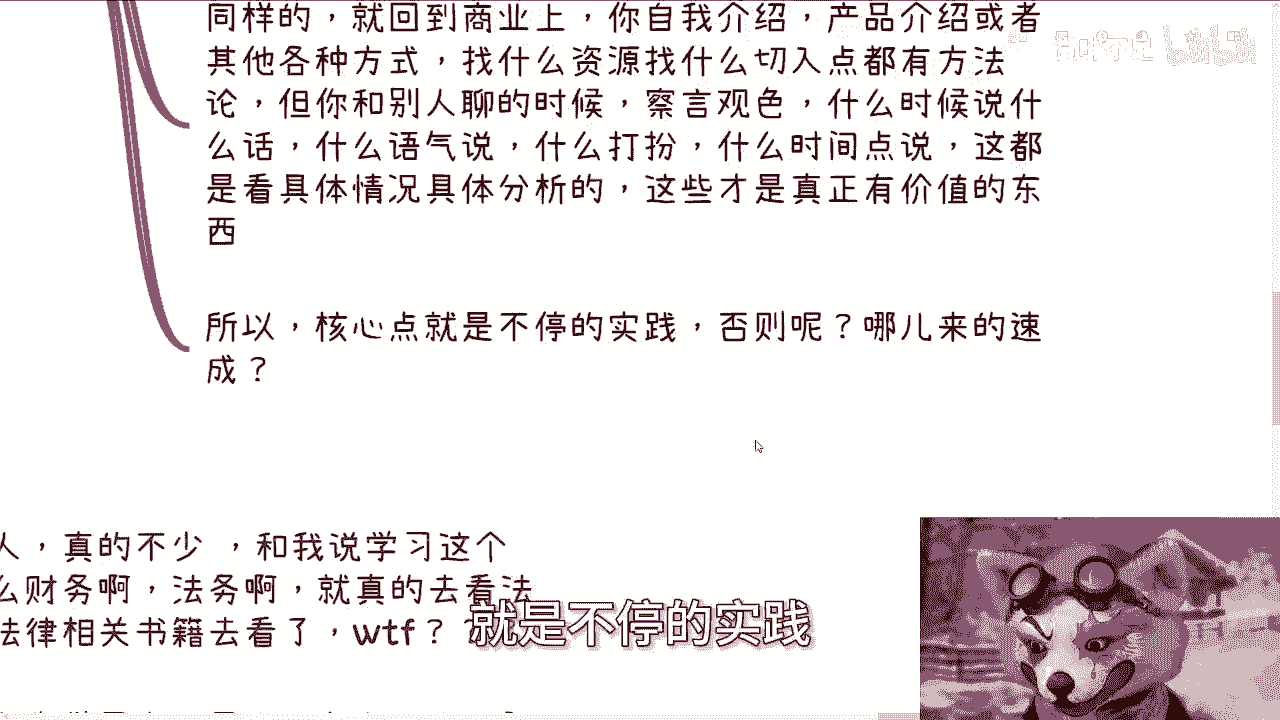 同样的，就回到商业上，你自我介绍，产品介绍或者
其他各种方式，找什么资源找什么切入点都有方法
论，但你和别人聊的时候，察言观色，什么时候说什
么话，什么语气说，什么打扮，什么时间点说，这都
是看具体情况具体分析的，这些才是真正有价值的东
西
所以，核心点就是不停的实践，否则呢？哪儿来的速
成？
人，真的不少 ，和我说学习这个
么财务啊，法务啊，就真的去看法
法律相关书籍去看了，wtf？
就是不停的实践